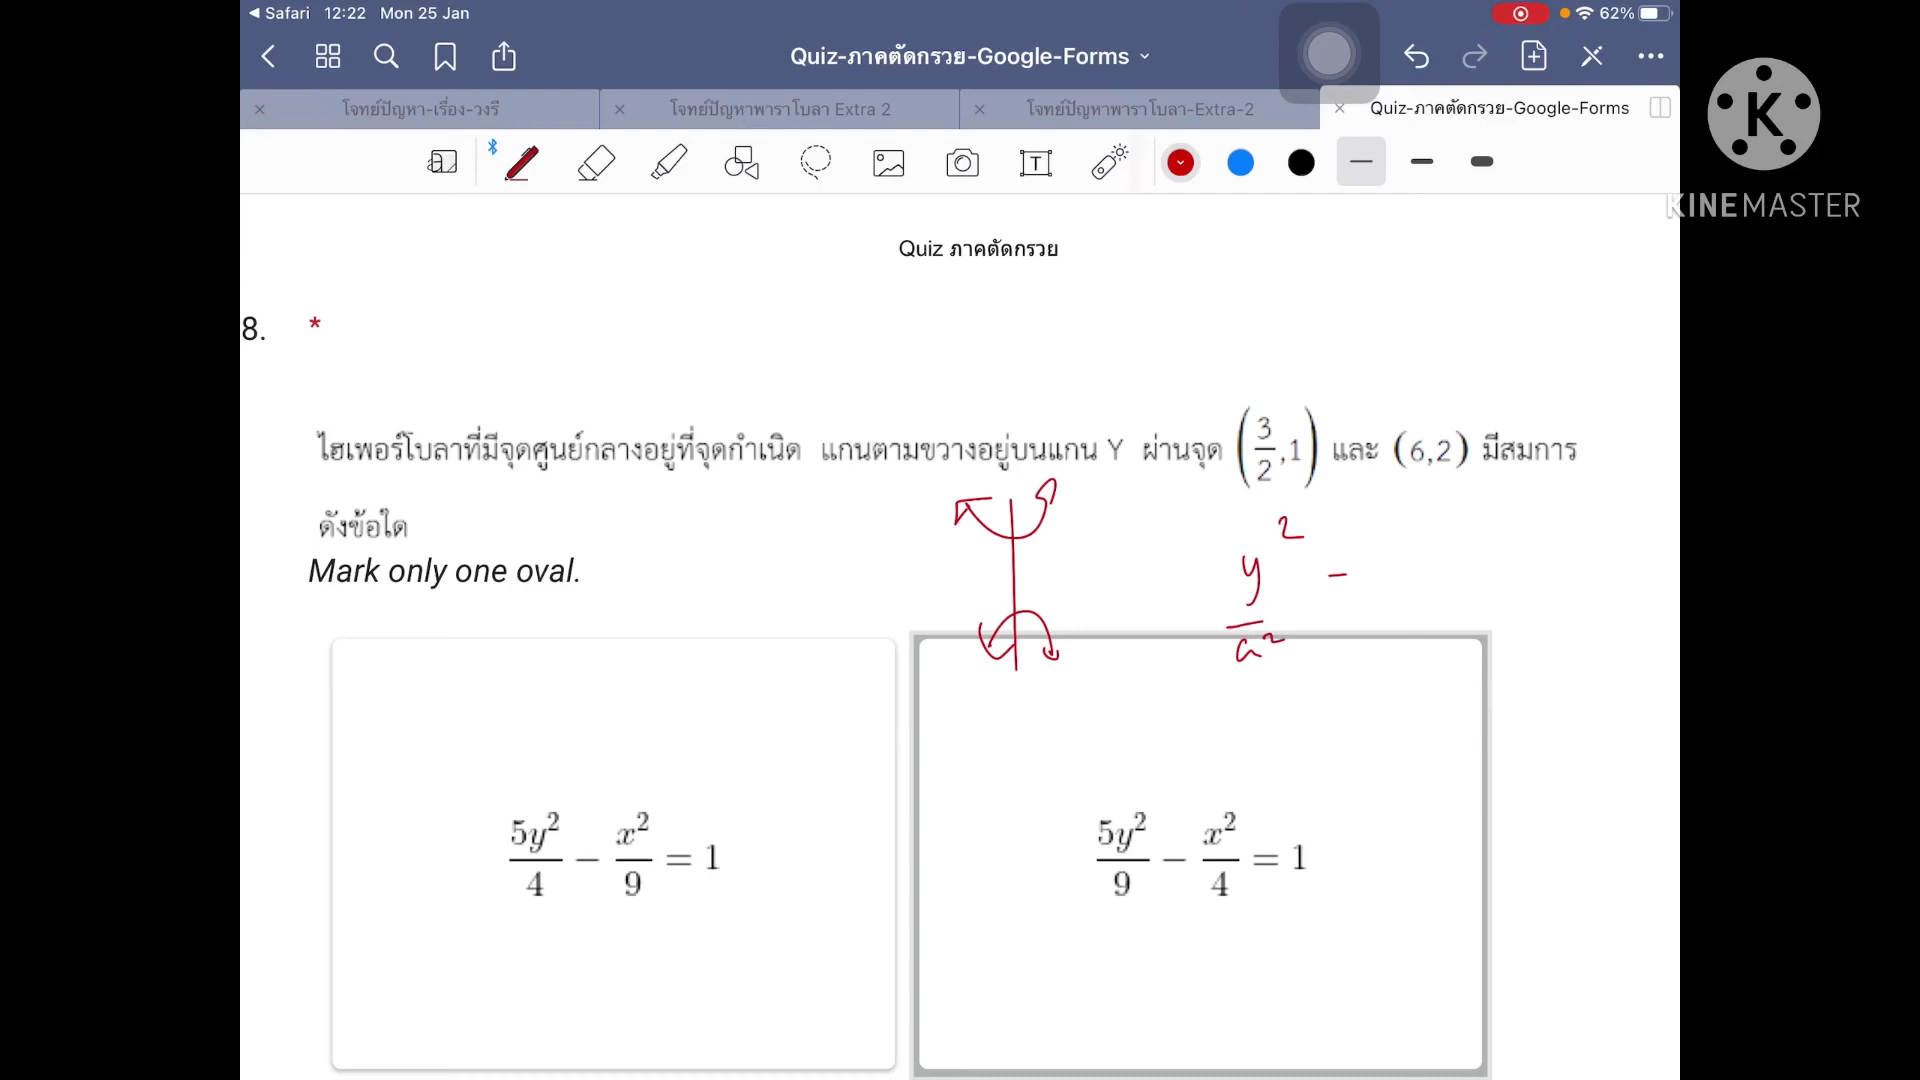 Safari 12:22 Mon 25 Jan 62%
Quiz-ภาคตัดกรวย-Google-Forms
โจทย์ปัญหา-เรื่อง-วงรี
โจทย์ปัญหาพาราโบลา Extra 2
โจทย์ปัญหาพาราโบลา-Extra-2
Quiz-ภาคตัดกรวย-Google-Forms
K
KINEMASTER
a
T
Quiz ภาคตัดกรวย
8. *
ไฮเพอร์โบลาที่มีจุดศูนย์กลางอยู่ที่จุดกำเนิด แกนตามขวางอยู่บนแกน Y ผ่านจุด (3/2,1) และ (6,2) มีสมการ
ดังข้อใด
Mark only one oval.
y²/a² −
5y²/4 − x²/9 = 1
5y²/9 − x²/4 = 1